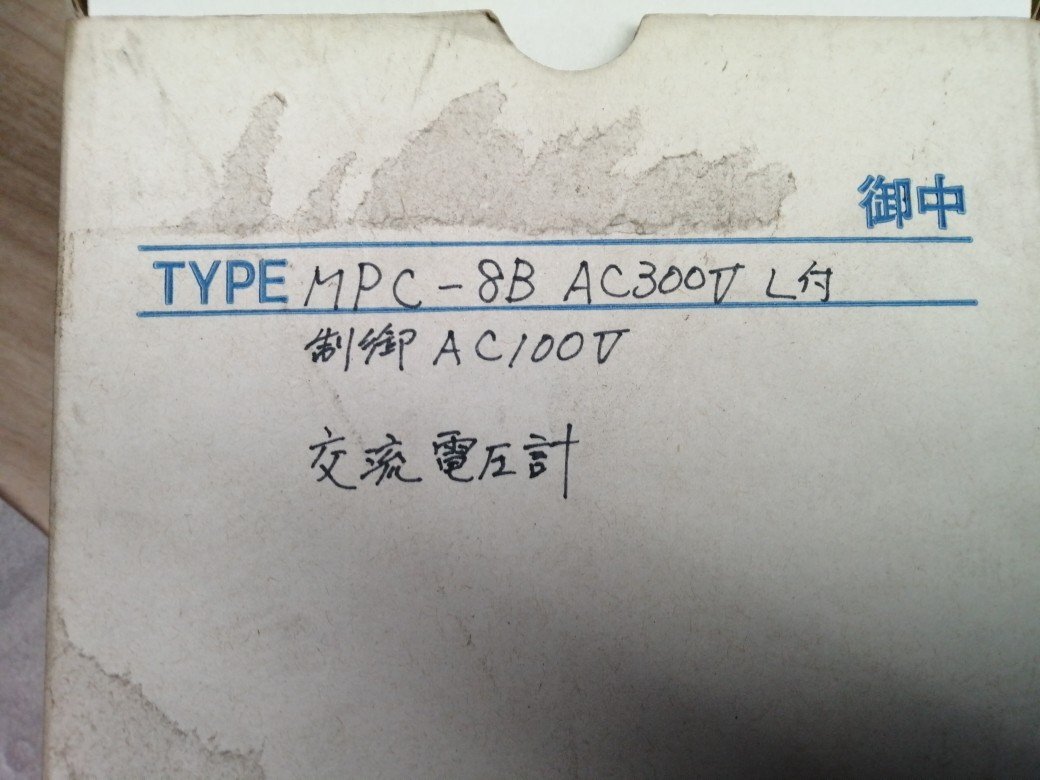 御中
TYPE MPC-8B AC300V L付
制御 AC100V
交流電圧計